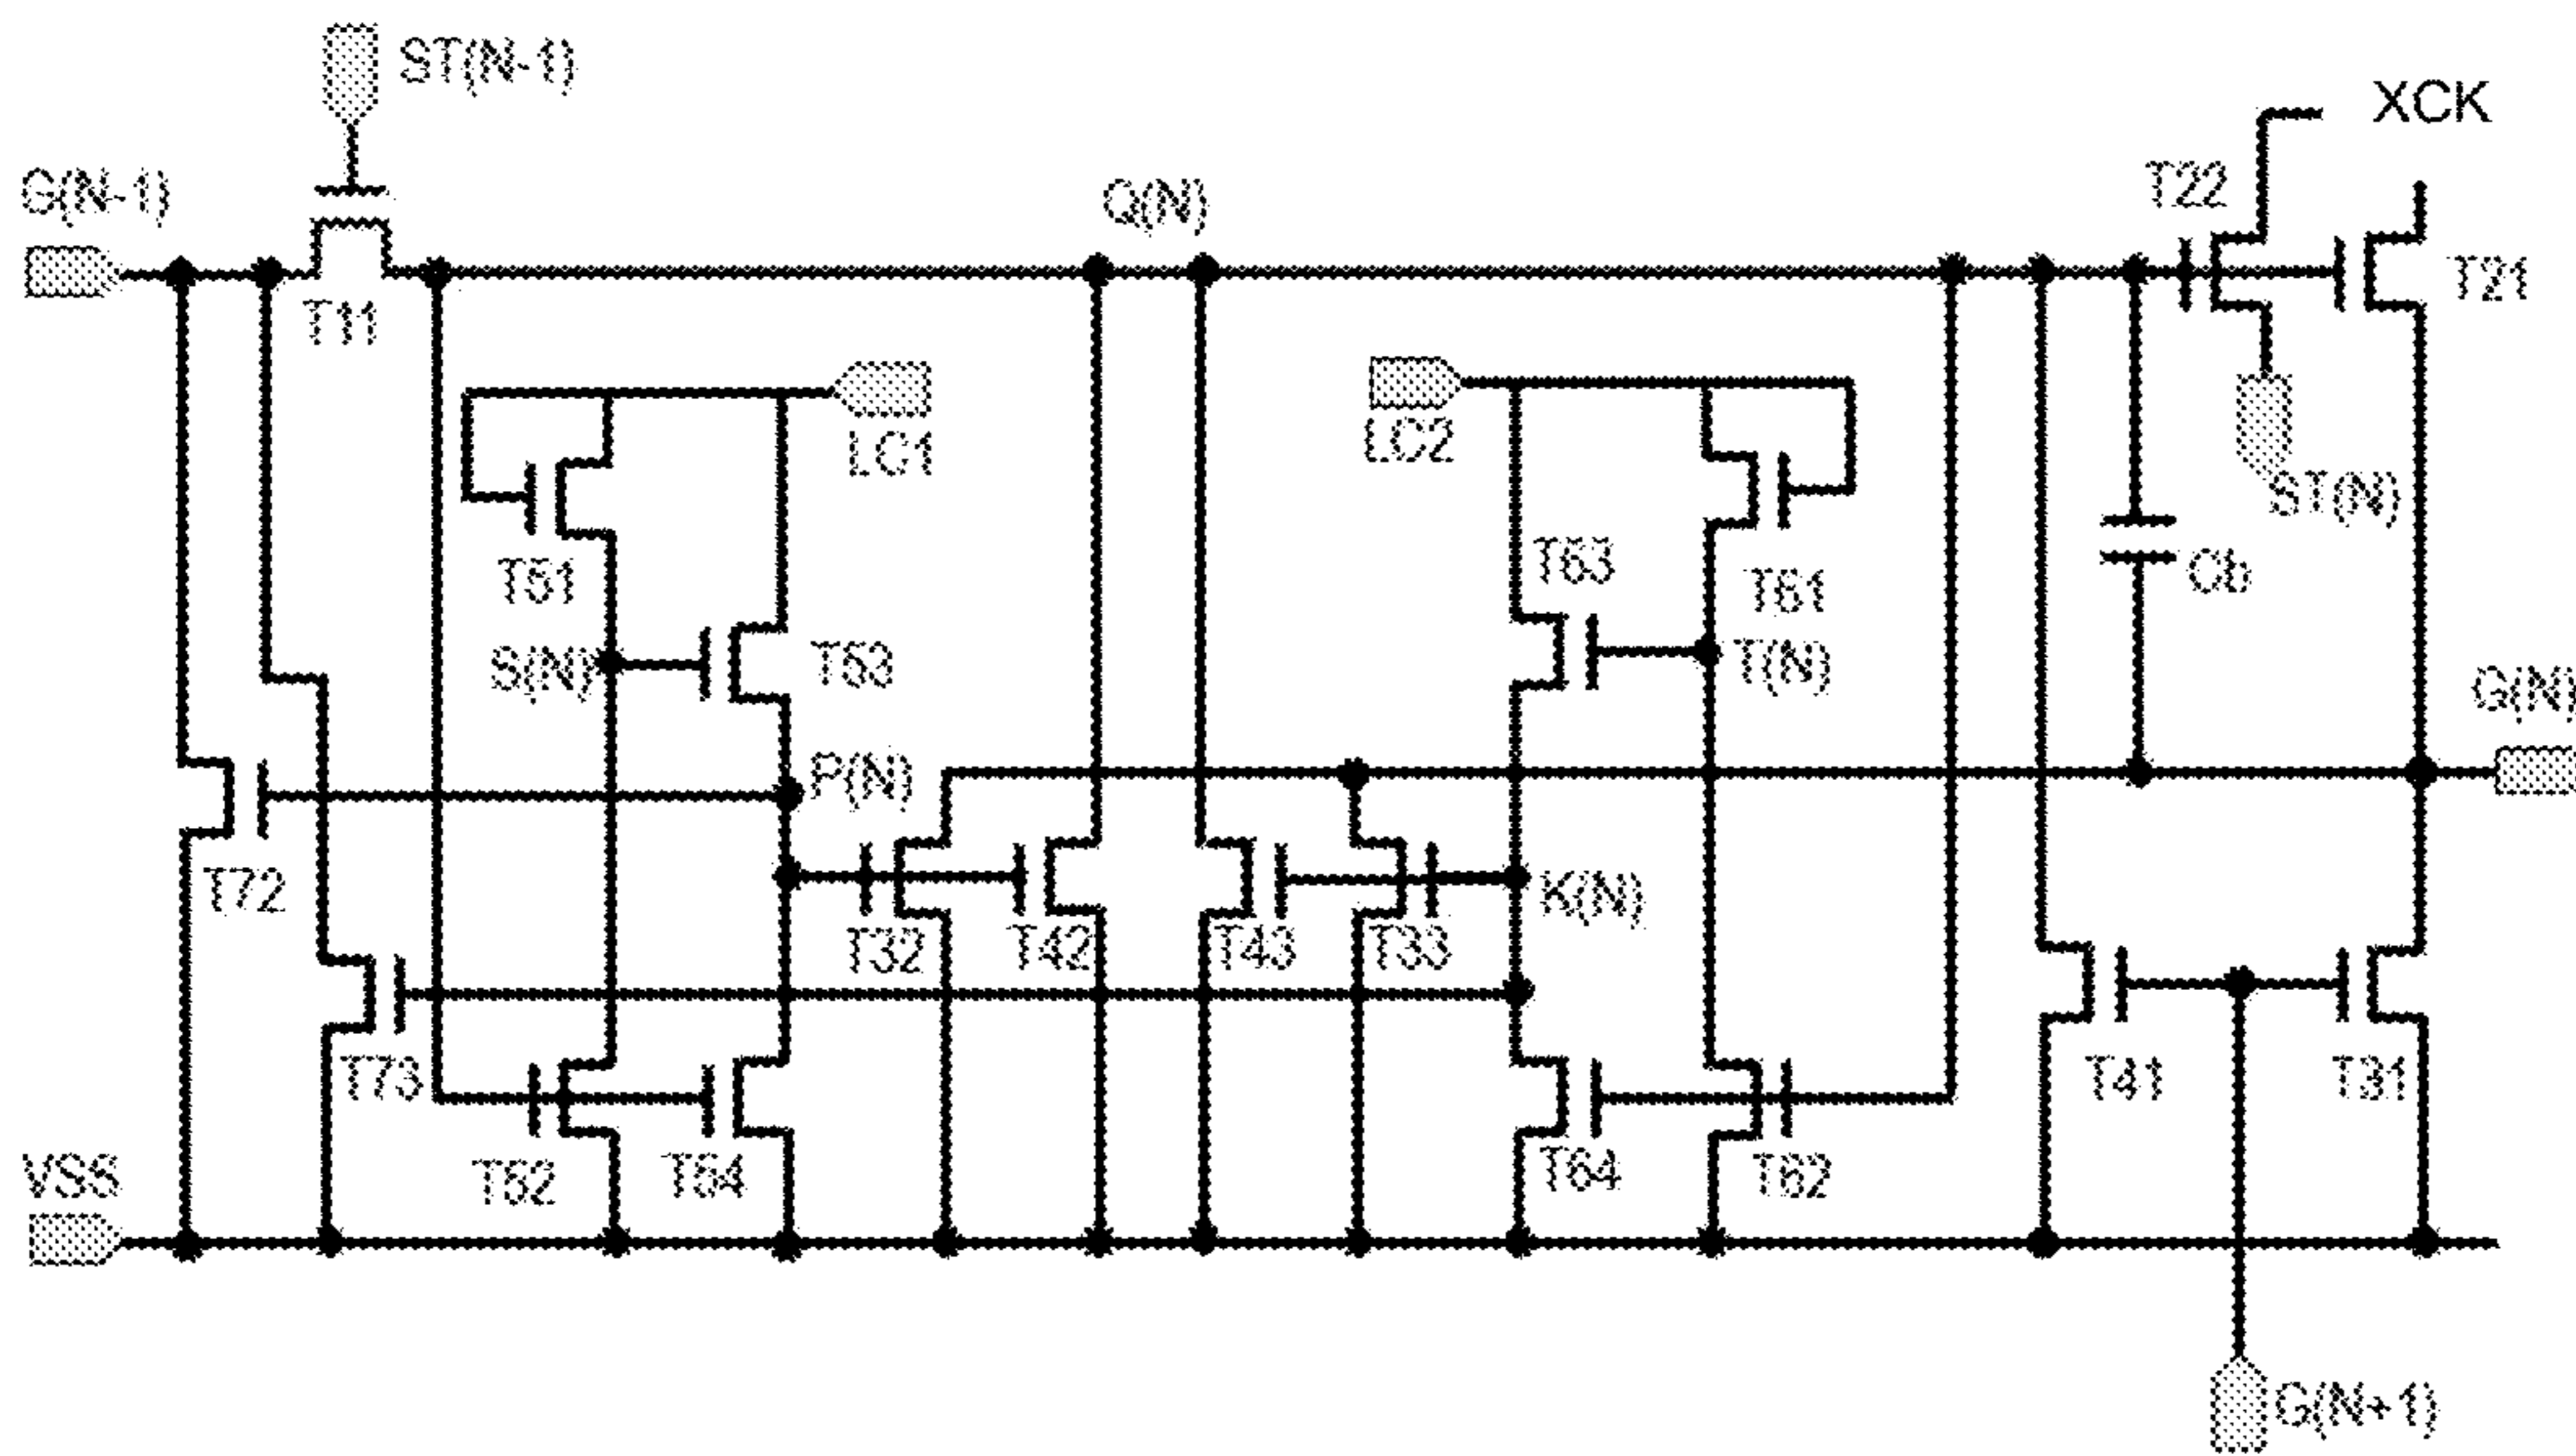 ST(N-1)
XCK
G(N-1)
Q(N)
T22
T11
T21
LC1
LC2
ST(N)
T51
T63
T61
Cb
S(N)
T53
T(N)
G(N)
P(N)
T72
K(N)
T32
T42
T43
T33
T73
T41
T31
VSS
T52
T54
T64
T62
G(N+1)